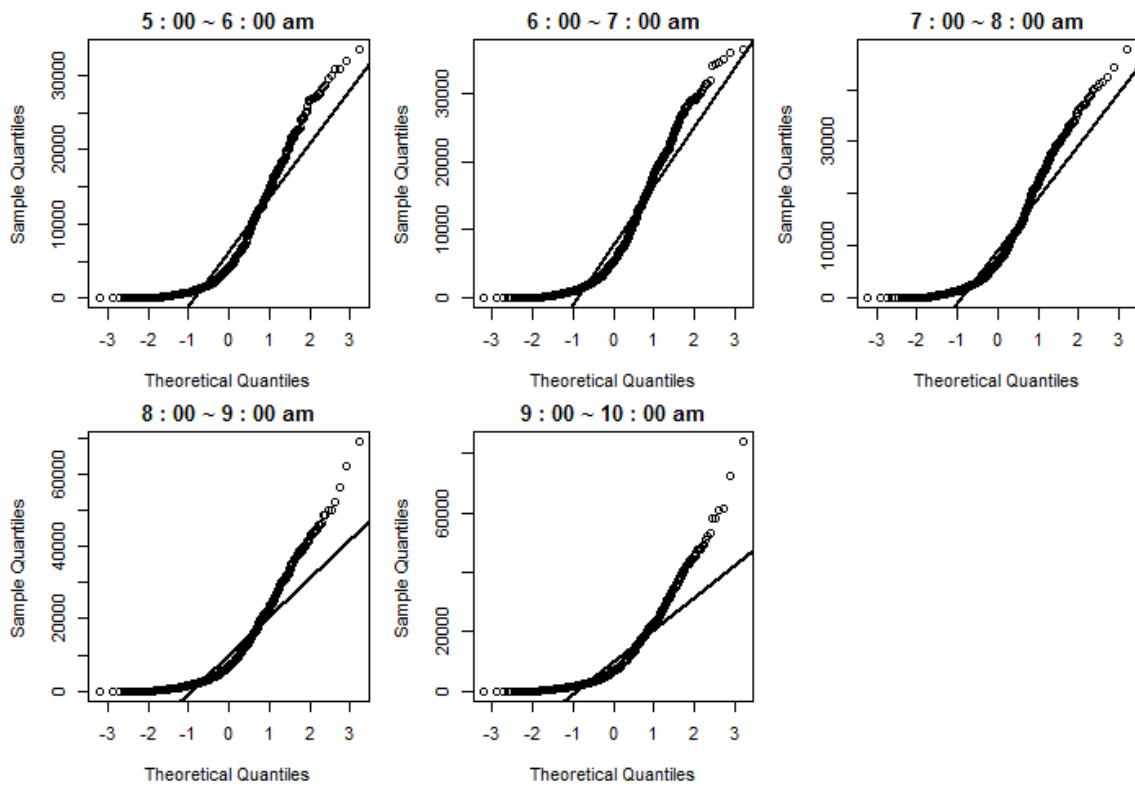 5 : 00 ~ 6 : 00 am
Sample Quantiles
0 10000 20000 30000
-3 -2 -1 0 1 2 3
Theoretical Quantiles
6 : 00 ~ 7 : 00 am
Sample Quantiles
0 10000 20000 30000
-3 -2 -1 0 1 2 3
Theoretical Quantiles
7 : 00 ~ 8 : 00 am
Sample Quantiles
0 10000 30000
-3 -2 -1 0 1 2 3
Theoretical Quantiles
8 : 00 ~ 9 : 00 am
Sample Quantiles
0 20000 40000 60000
-3 -2 -1 0 1 2 3
Theoretical Quantiles
9 : 00 ~ 10 : 00 am
Sample Quantiles
0 20000 60000
-3 -2 -1 0 1 2 3
Theoretical Quantiles